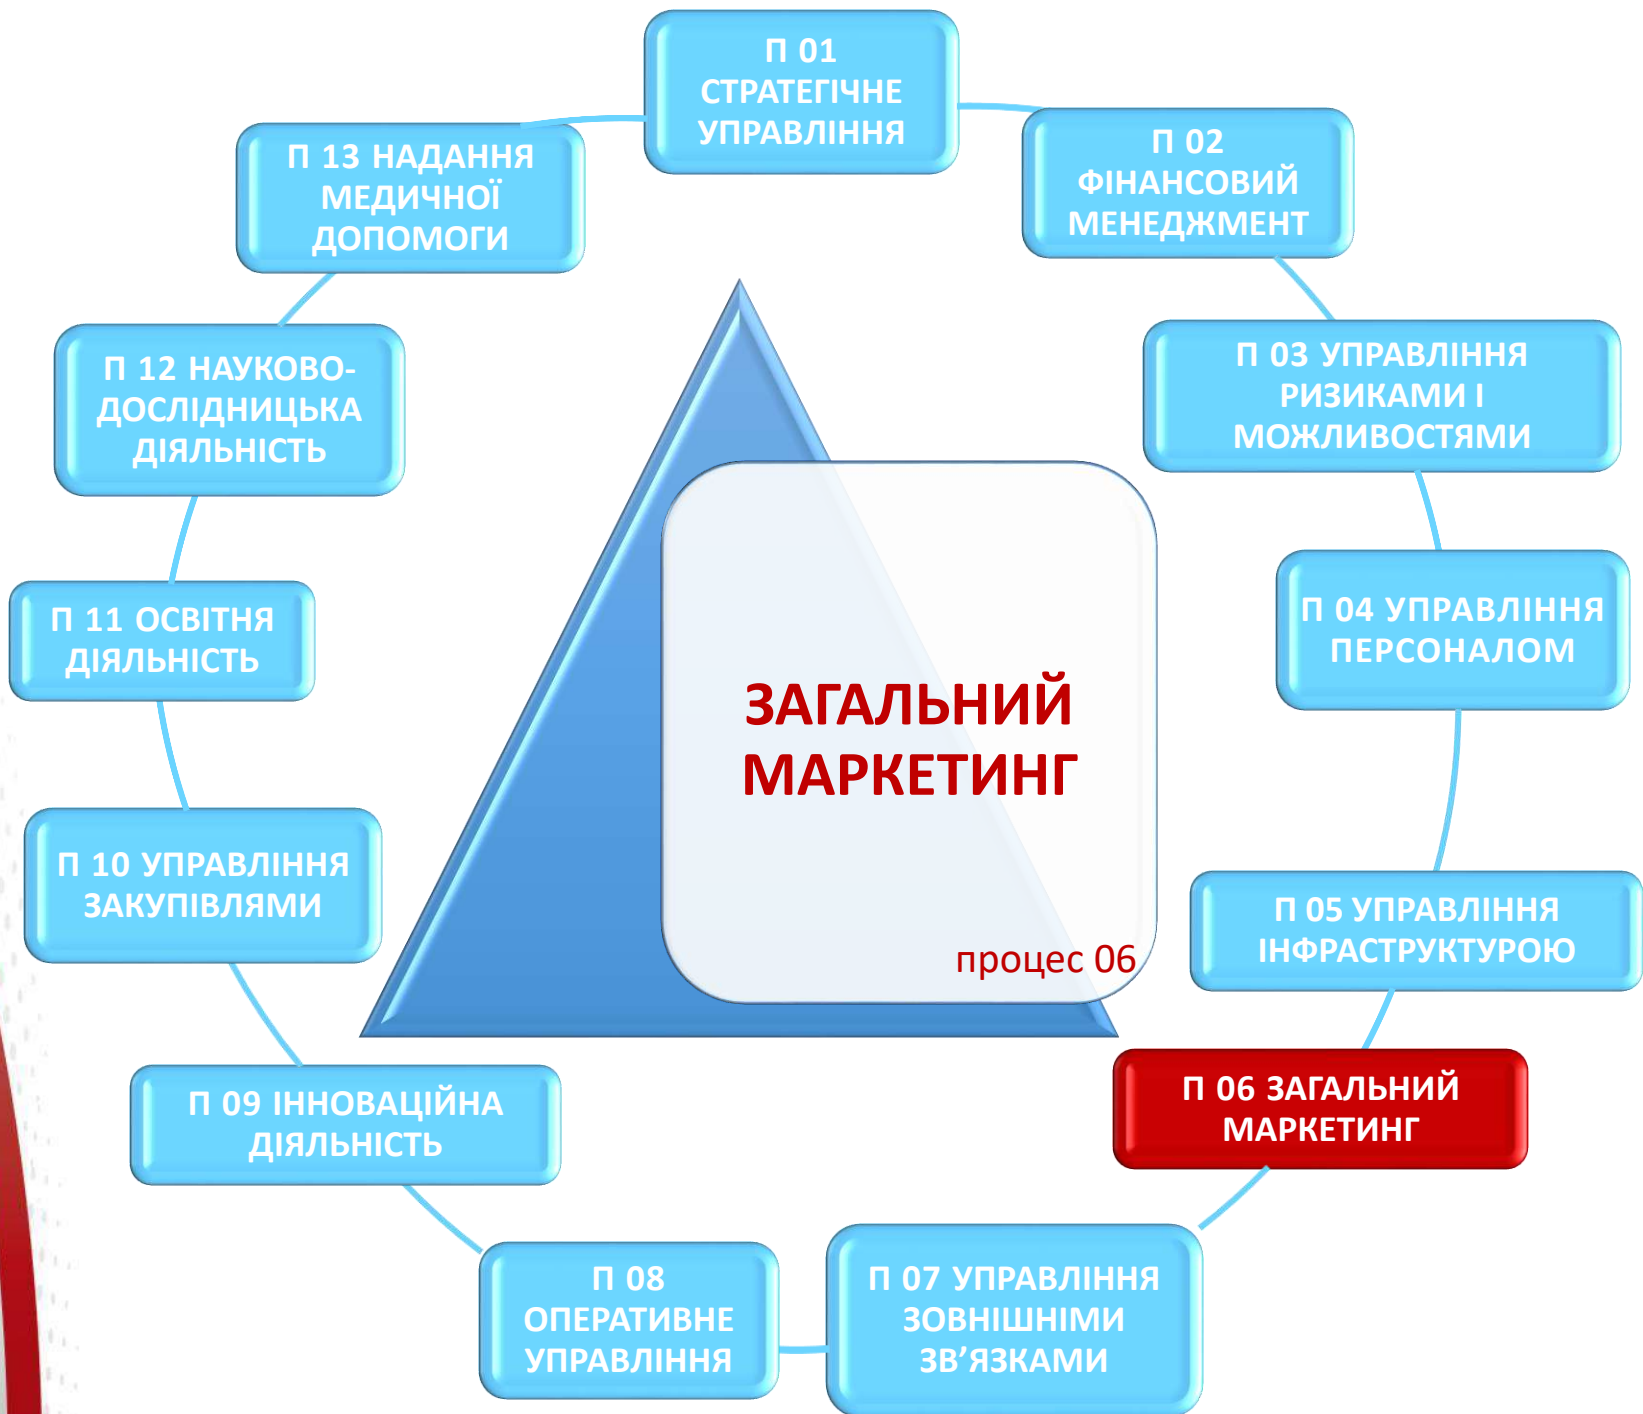 П 01
СТРАТЕГІЧНЕ
УПРАВЛІННЯ
П 02
ФІНАНСОВИЙ
МЕНЕДЖМЕНТ
П 03 УПРАВЛІННЯ
РИЗИКАМИ І
МОЖЛИВОСТЯМИ
П 04 УПРАВЛІННЯ
ПЕРСОНАЛОМ
П 05 УПРАВЛІННЯ
ІНФРАСТРУКТУРОЮ
П 06 ЗАГАЛЬНИЙ
МАРКЕТИНГ
П 07 УПРАВЛІННЯ
ЗОВНІШНІМИ
ЗВ’ЯЗКАМИ
П 08
ОПЕРАТИВНЕ
УПРАВЛІННЯ
П 09 ІННОВАЦІЙНА
ДІЯЛЬНІСТЬ
П 10 УПРАВЛІННЯ
ЗАКУПІВЛЯМИ
П 11 ОСВІТНЯ
ДІЯЛЬНІСТЬ
П 12 НАУКОВО-
ДОСЛІДНИЦЬКА
ДІЯЛЬНІСТЬ
П 13 НАДАННЯ
МЕДИЧНОЇ
ДОПОМОГИ
ЗАГАЛЬНИЙ
МАРКЕТИНГ
процес 06